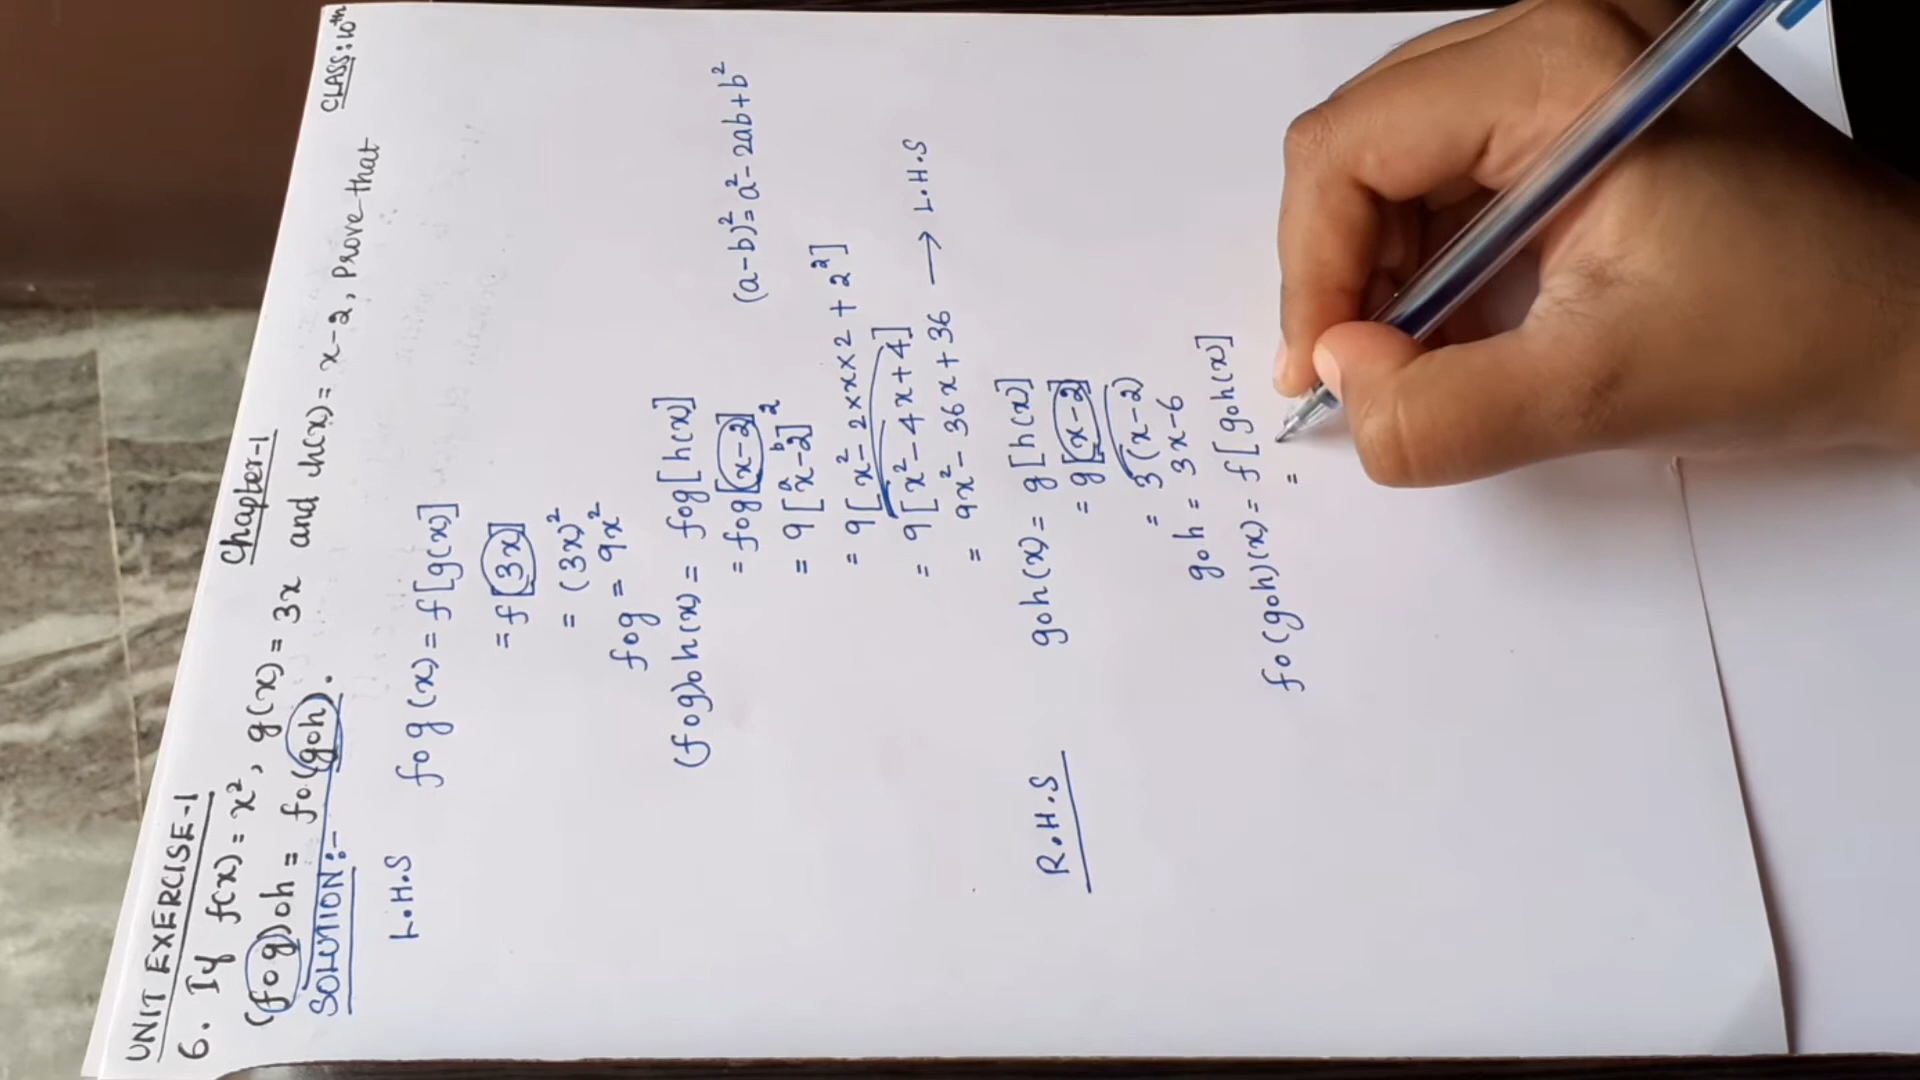 CLASS: 10th
Chapter-1
UNIT EXERCISE-1
6. If f(x) = x², g(x) = 3x and h(x) = x-2, Prove that
(fog)oh = fo(goh).
SOLUTION:-
L.H.S
fog(x) = f[g(x)]
= f[3x]
= (3x)²
fog = 9x²
(fog)oh(x) = fog[h(x)]
= fog[x-2]
(a-b)² = a² - 2ab + b²
a b
= 9[x-2]²
= 9[x² - 2×x×2 + 2²]
= 9[x² - 4x + 4]
= 9x² - 36x + 36 → L.H.S
R.H.S
goh(x) = g[h(x)]
= g[x-2]
= 3(x-2)
goh = 3x-6
fo(goh)(x) = f[goh(x)]
=